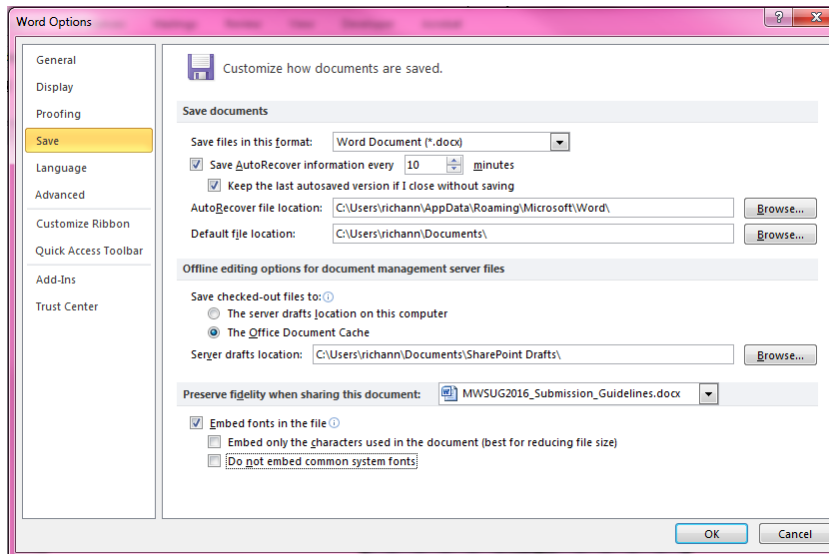 Word Options
General
Display
Proofing
Save
Language
Advanced
Customize Ribbon
Quick Access Toolbar
Add-Ins
Trust Center
Customize how documents are saved.
Save documents
Save files in this format: Word Document (*.docx)
Save AutoRecover information every 10 minutes
Keep the last autosaved version if I close without saving
AutoRecover file location: C:\Users\richann\AppData\Roaming\Microsoft\Word\ Browse...
Default file location: C:\Users\richann\Documents\ Browse...
Offline editing options for document management server files
Save checked-out files to:
The server drafts location on this computer
The Office Document Cache
Server drafts location: C:\Users\richann\Documents\SharePoint Drafts\ Browse...
Preserve fidelity when sharing this document: MWSUG2016_Submission_Guidelines.docx
Embed fonts in the file
Embed only the characters used in the document (best for reducing file size)
Do not embed common system fonts
OK Cancel